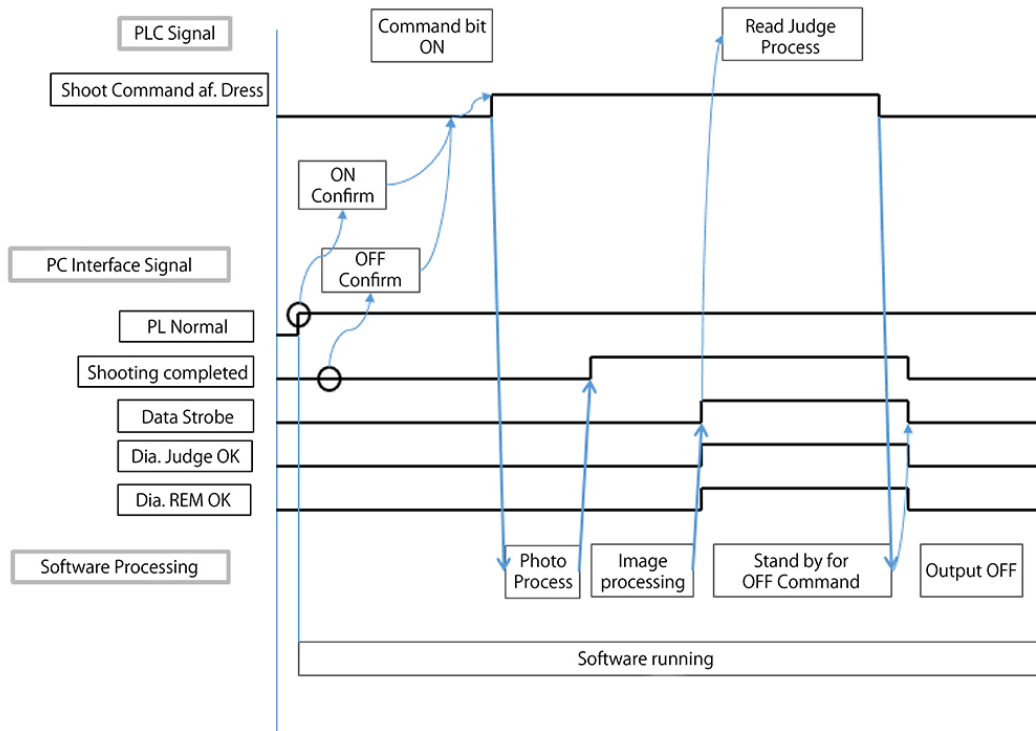 PLC Signal
Command bit
ON
Read Judge
Process
Shoot Command af. Dress
ON
Confirm
PC Interface Signal
OFF
Confirm
PL Normal
Shooting completed
Data Strobe
Dia. Judge OK
Dia. REM OK
Software Processing
Photo
Process
Image
processing
Stand by for
OFF Command
Output OFF
Software running